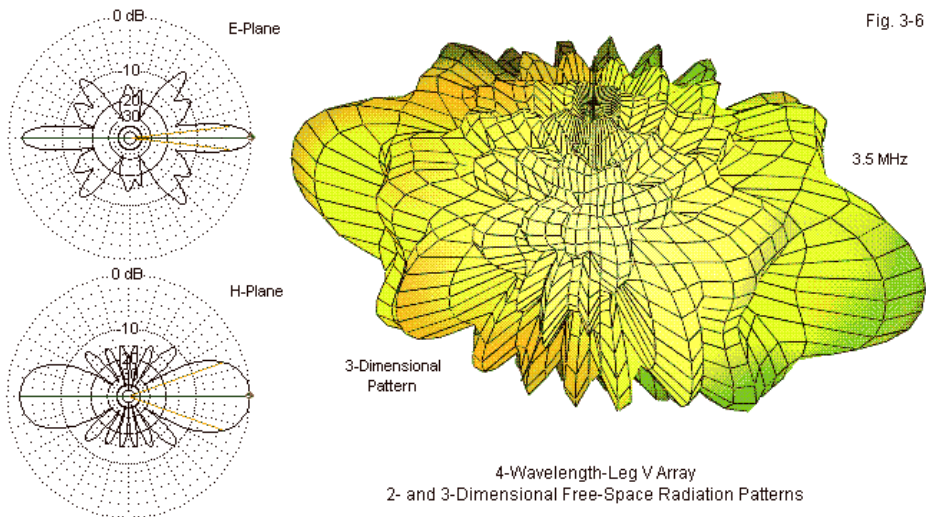 0 dB
E-Plane
-10
20
30
Fig. 3-6
3.5 MHz
0 dB
H-Plane
-10
3-Dimensional
Pattern
4-Wavelength-Leg V Array
2- and 3-Dimensional Free-Space Radiation Patterns